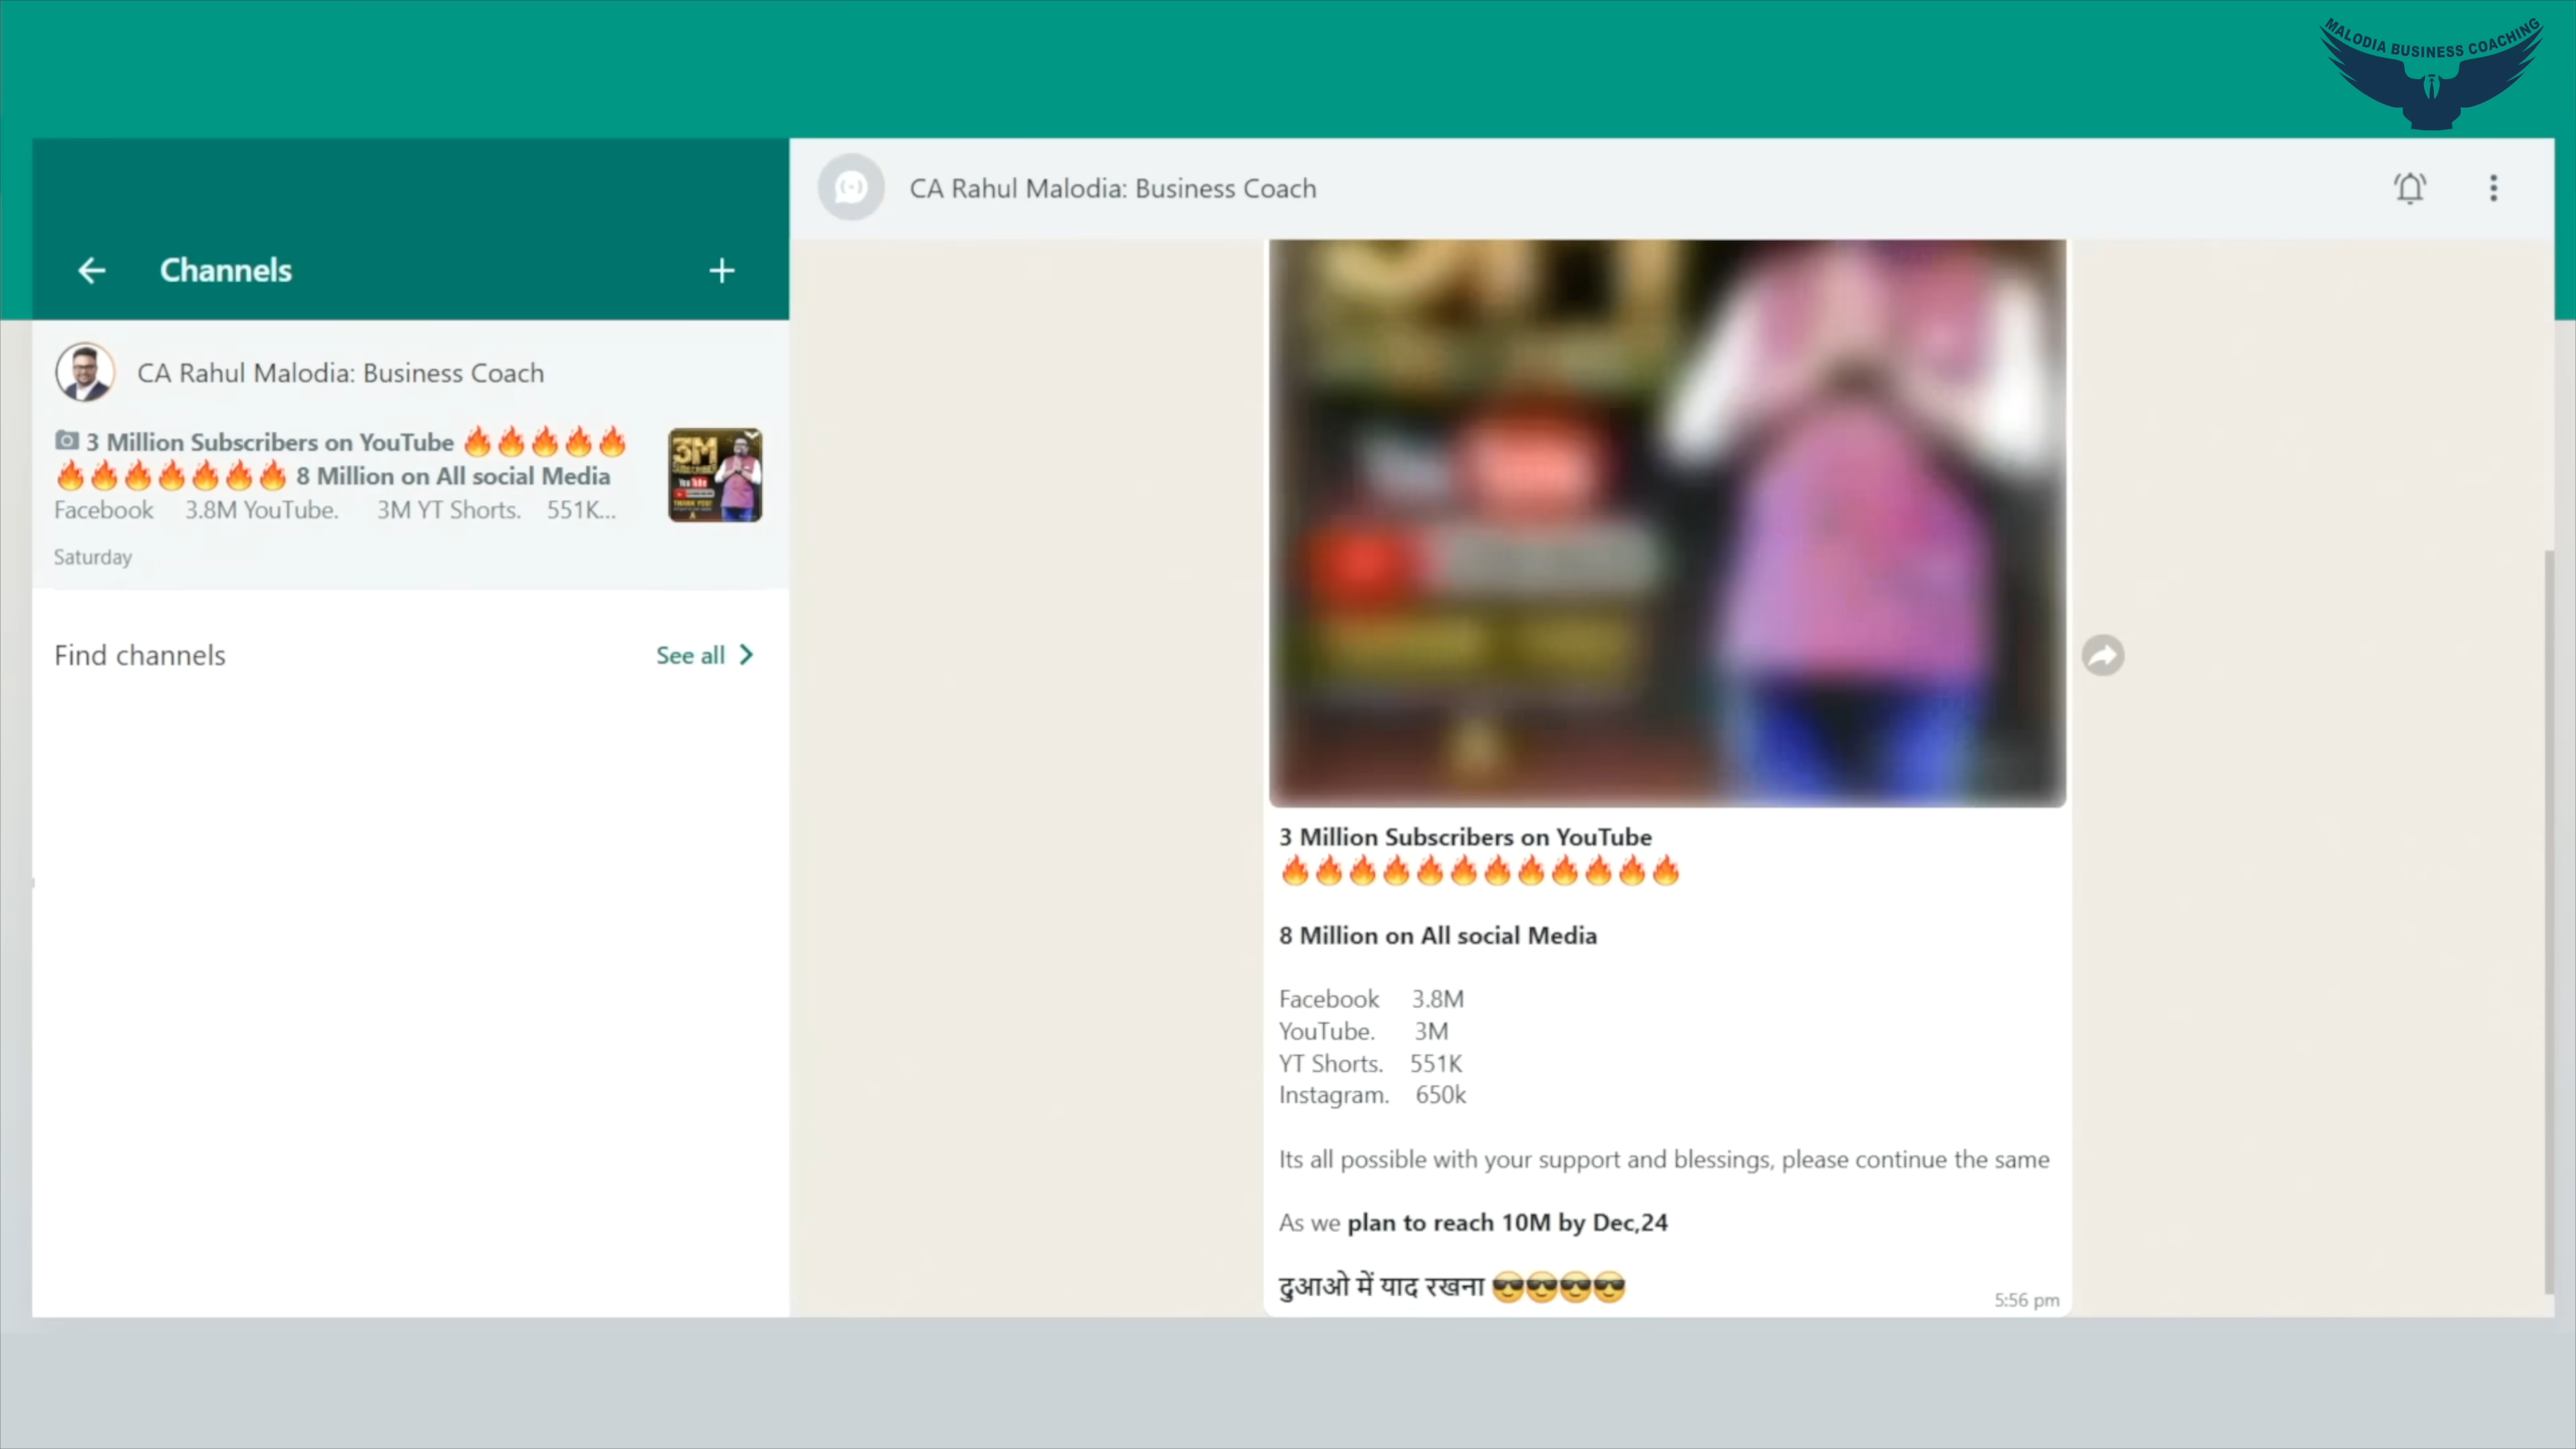 MALODIA BUSINESS COACHING
Channels
CA Rahul Malodia: Business Coach
3 Million Subscribers on YouTube 🔥🔥🔥🔥🔥
🔥🔥🔥🔥🔥🔥🔥 8 Million on All social Media
Facebook 3.8M YouTube. 3M YT Shorts. 551K...
3M
Saturday
Find channels
See all
CA Rahul Malodia: Business Coach
3 Million Subscribers on YouTube
🔥🔥🔥🔥🔥🔥🔥🔥🔥🔥🔥🔥
8 Million on All social Media
Facebook 3.8M
YouTube. 3M
YT Shorts. 551K
Instagram. 650k
Its all possible with your support and blessings, please continue the same
As we plan to reach 10M by Dec,24
दुआओ में याद रखना 😎😎😎😎
5:56 pm